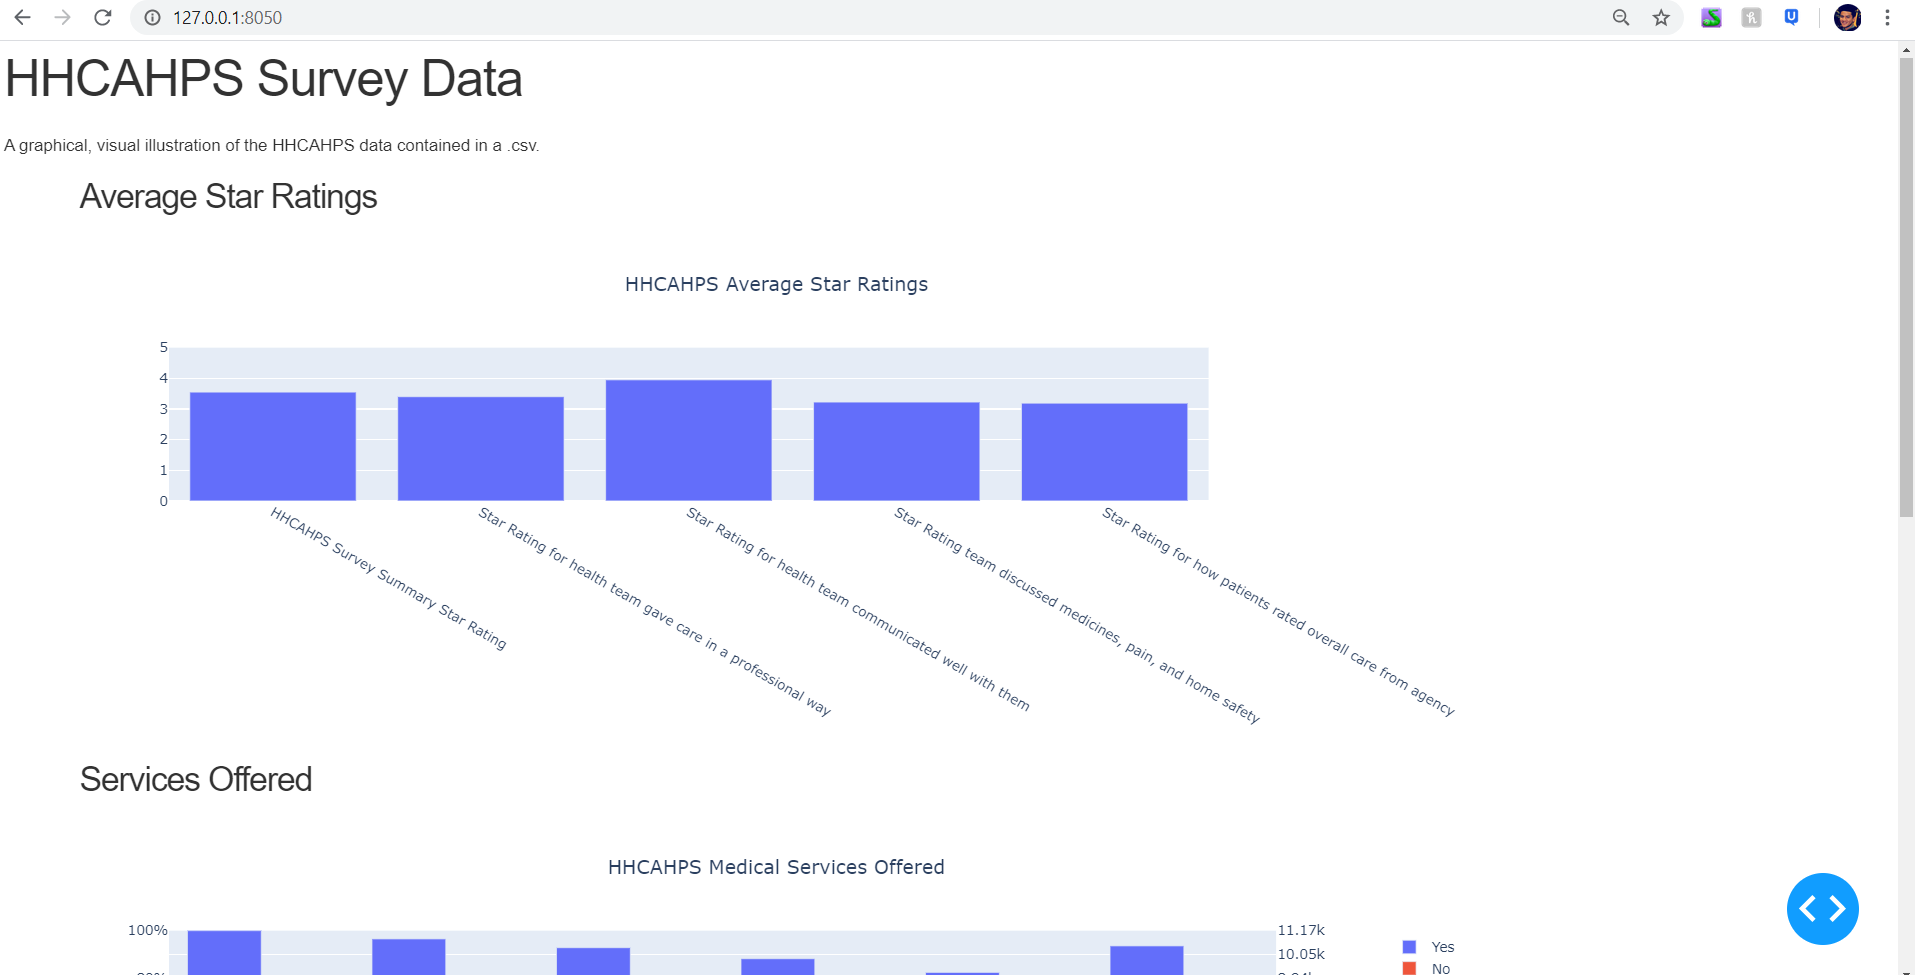 127.0.0.1:8050
HHCAHPS Survey Data
A graphical, visual illustration of the HHCAHPS data contained in a .csv.
Average Star Ratings
HHCAHPS Average Star Ratings
5
4
3
2
1
0
HHCAHPS Survey Summary Star Rating
Star Rating for health team gave care in a professional way
Star Rating for health team communicated well with them
Star Rating team discussed medicines, pain, and home safety
Star Rating for how patients rated overall care from agency
Services Offered
HHCAHPS Medical Services Offered
100%
11.17k
10.05k
Yes
No